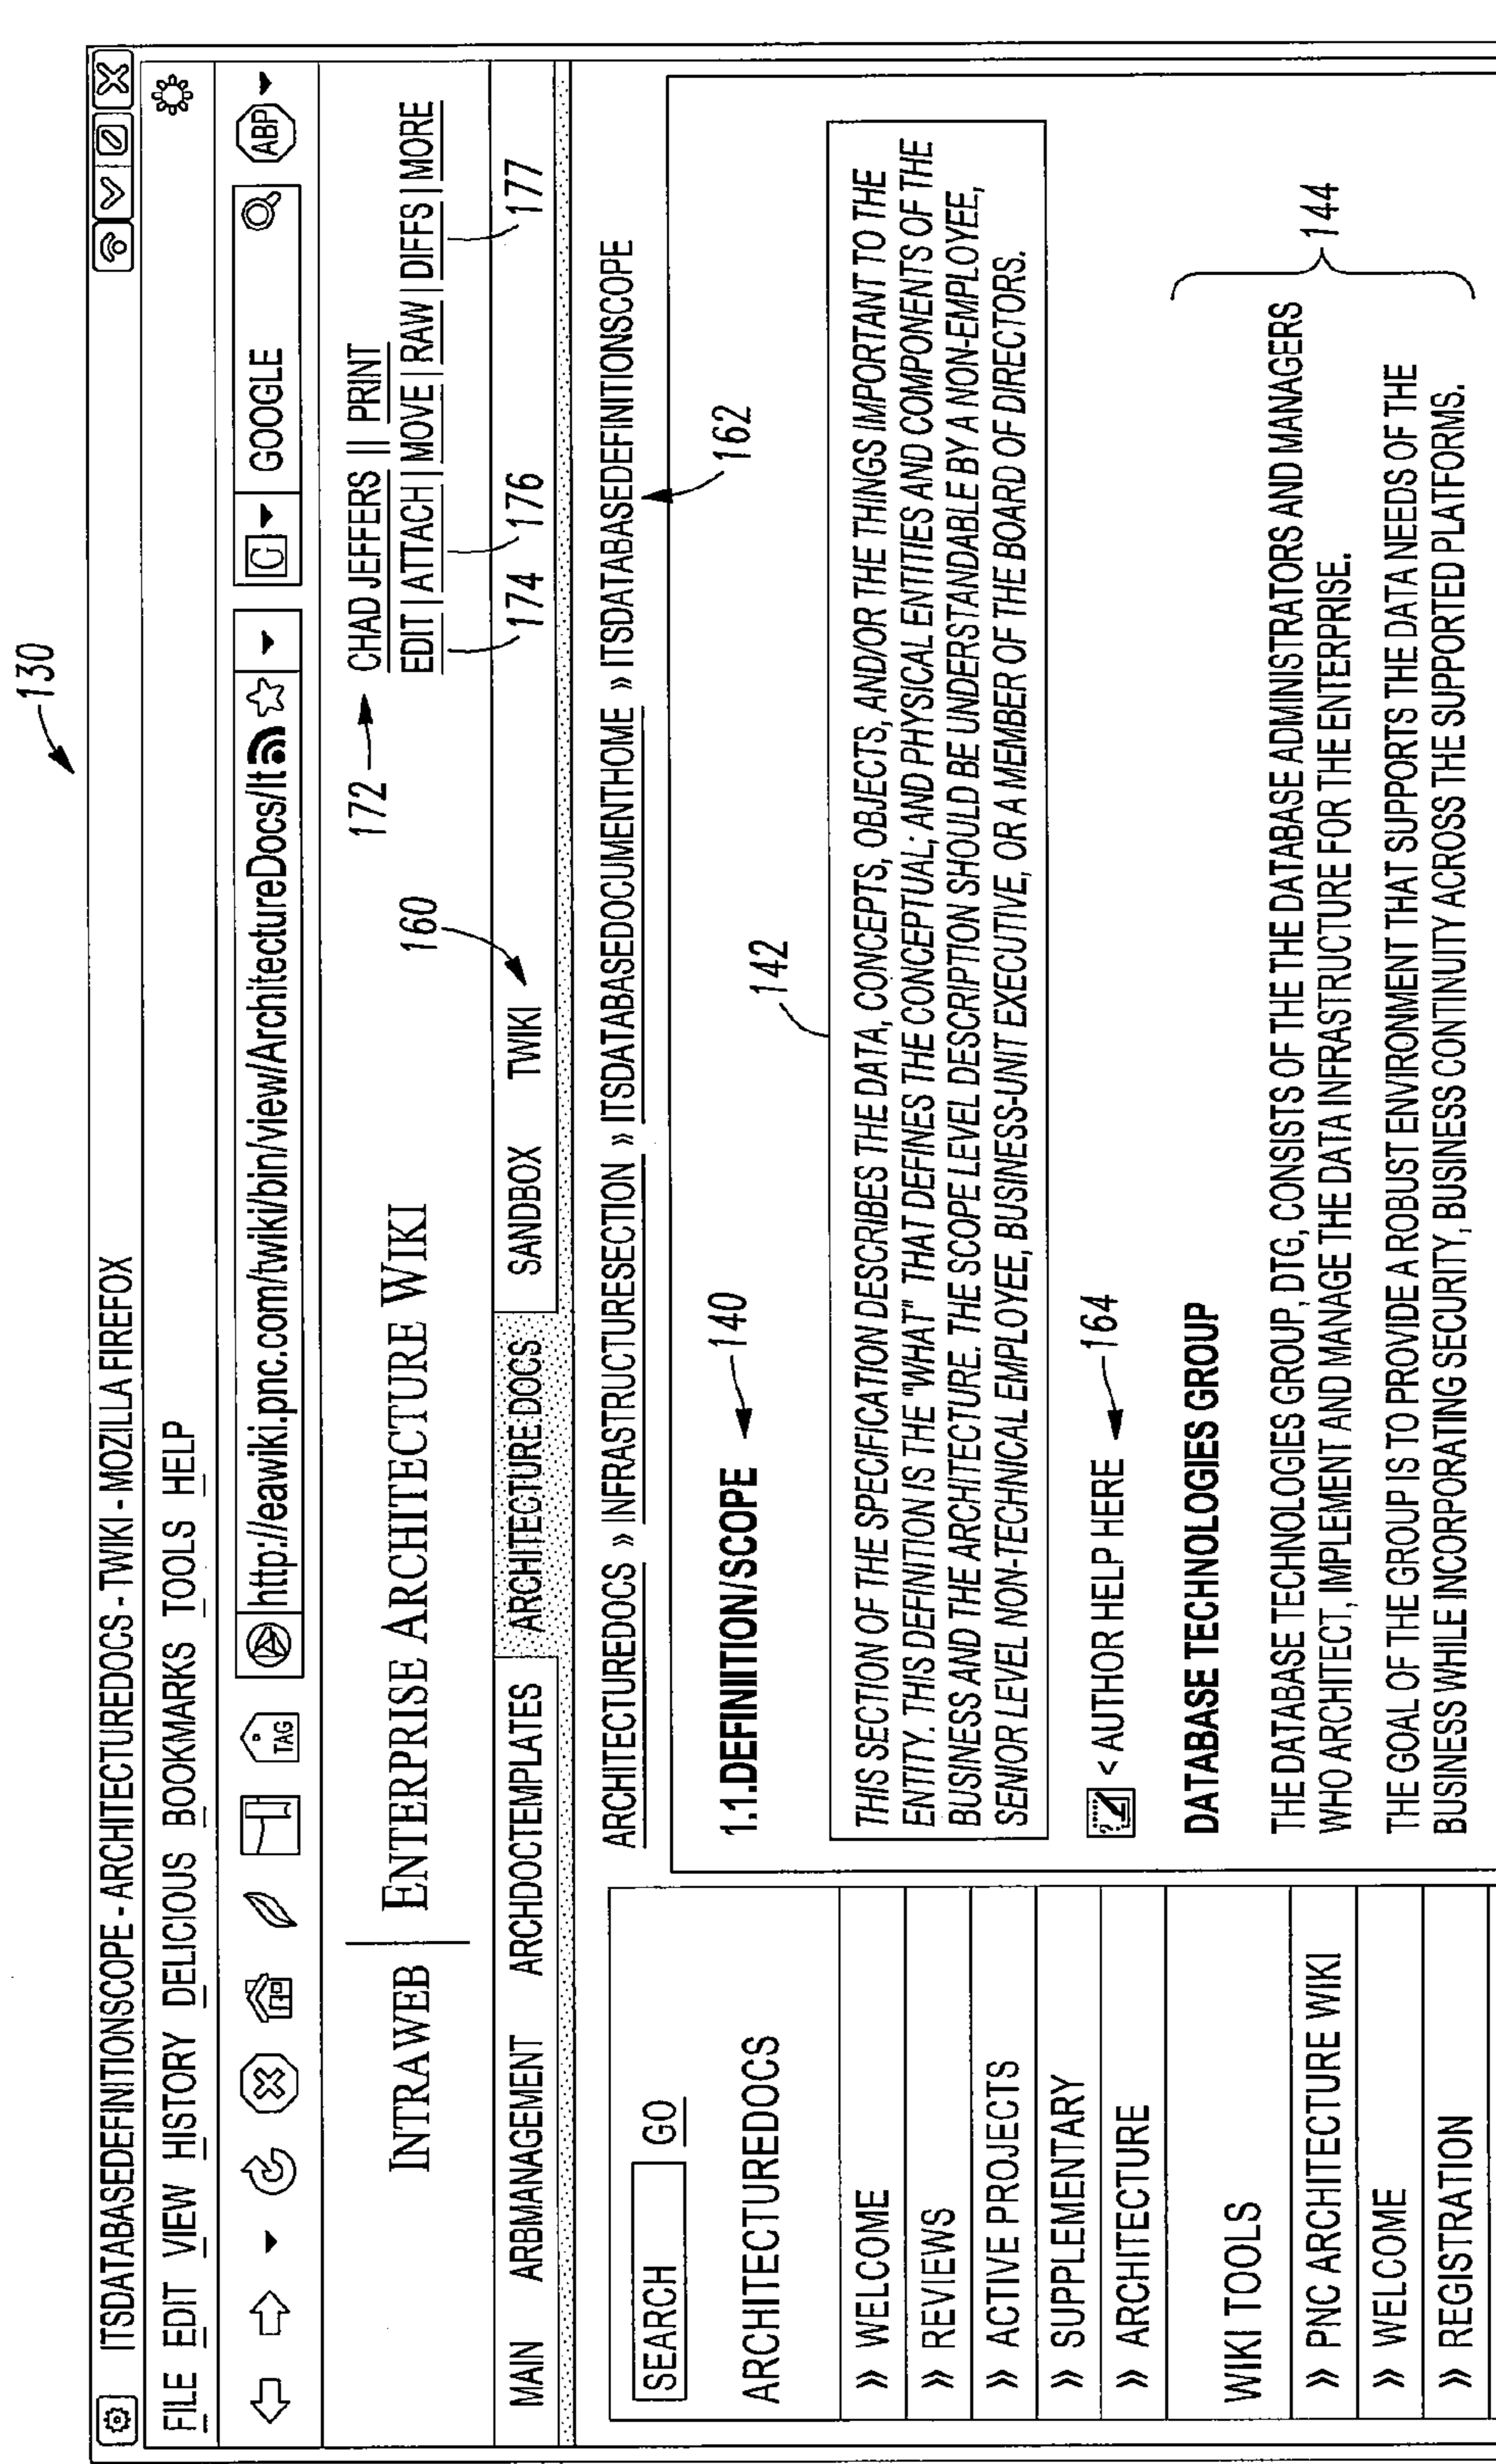 130
ITSDATABASEDEFINITIONSCOPE - ARCHITECTUREDOCS - TWIKI - MOZILLA FIREFOX
FILE EDIT VIEW HISTORY DELICIOUS BOOKMARKS TOOLS HELP
TAG http://eawiki.pnc.com/twiki/bin/view/ArchitectureDocs/It G GOOGLE ABP
INTRAWEB | ENTERPRISE ARCHITECTURE WIKI
172 CHAD JEFFERS || PRINT
EDIT | ATTACH | MOVE | RAW | DIFFS | MORE
160 174 176 177
MAIN ARBMANAGEMENT ARCHDOCTEMPLATES ARCHITECTURE DOCS SANDBOX TWIKI
ARCHITECTUREDOCS » INFRASTRUCTURESECTION » ITSDATABASEDOCUMENTHOME » ITSDATABASEDEFINITIONSCOPE
162
SEARCH GO
ARCHITECTUREDOCS
» WELCOME
» REVIEWS
» ACTIVE PROJECTS
» SUPPLEMENTARY
» ARCHITECTURE
WIKI TOOLS
» PNC ARCHITECTURE WIKI
» WELCOME
» REGISTRATION
1.1.DEFINIITION/SCOPE 140
142
THIS SECTION OF THE SPECIFICATION DESCRIBES THE DATA, CONCEPTS, OBJECTS, AND/OR THE THINGS IMPORTANT TO THE
ENTITY. THIS DEFINITION IS THE "WHAT" THAT DEFINES THE CONCEPTUAL; AND PHYSICAL ENTITIES AND COMPONENTS OF THE
BUSINESS AND THE ARCHITECTURE. THE SCOPE LEVEL DESCRIPTION SHOULD BE UNDERSTANDABLE BY A NON-EMPLOYEE,
SENIOR LEVEL NON-TECHNICAL EMPLOYEE, BUSINESS-UNIT EXECUTIVE, OR A MEMBER OF THE BOARD OF DIRECTORS.
< AUTHOR HELP HERE 164
DATABASE TECHNOLOGIES GROUP
THE DATABASE TECHNOLOGIES GROUP, DTG, CONSISTS OF THE THE DATABASE ADMINISTRATORS AND MANAGERS
WHO ARCHITECT, IMPLEMENT AND MANAGE THE DATA INFRASTRUCTURE FOR THE ENTERPRISE.
144
THE GOAL OF THE GROUP IS TO PROVIDE A ROBUST ENVIRONMENT THAT SUPPORTS THE DATA NEEDS OF THE
BUSINESS WHILE INCORPORATING SECURITY, BUSINESS CONTINUITY ACROSS THE SUPPORTED PLATFORMS.